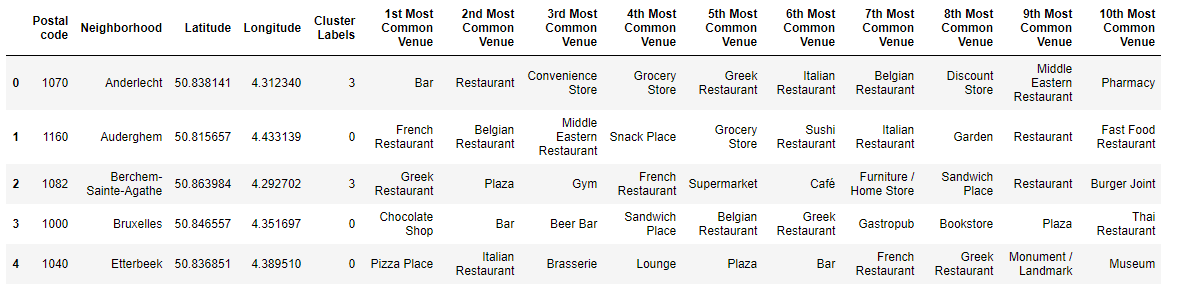 Postal code Neighborhood Latitude Longitude Cluster Labels 1st Most Common Venue 2nd Most Common Venue 3rd Most Common Venue 4th Most Common Venue 5th Most Common Venue 6th Most Common Venue 7th Most Common Venue 8th Most Common Venue 9th Most Common Venue 10th Most Common Venue
0 1070 Anderlecht 50.838141 4.312340 3 Bar Restaurant Convenience Store Grocery Store Greek Restaurant Italian Restaurant Belgian Restaurant Discount Store Middle Eastern Restaurant Pharmacy
1 1160 Auderghem 50.815657 4.433139 0 French Restaurant Belgian Restaurant Middle Eastern Restaurant Snack Place Grocery Store Sushi Restaurant Italian Restaurant Garden Restaurant Fast Food Restaurant
2 1082 Berchem-Sainte-Agathe 50.863984 4.292702 3 Greek Restaurant Plaza Gym French Restaurant Supermarket Café Furniture / Home Store Sandwich Place Restaurant Burger Joint
3 1000 Bruxelles 50.846557 4.351697 0 Chocolate Shop Bar Beer Bar Sandwich Place Belgian Restaurant Greek Restaurant Gastropub Bookstore Plaza Thai Restaurant
4 1040 Etterbeek 50.836851 4.389510 0 Pizza Place Italian Restaurant Brasserie Lounge Plaza Bar French Restaurant Greek Restaurant Monument / Landmark Museum